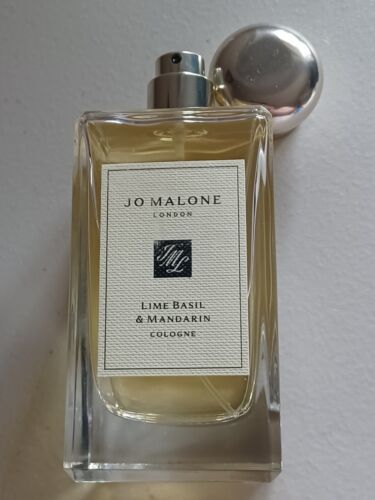 JO MALONE
LONDON
JML
LIME BASIL
& MANDARIN
COLOGNE